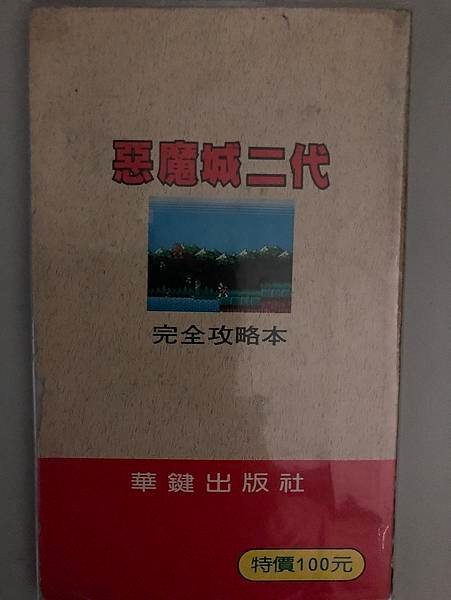 惡魔城二代
完全攻略本
華鍵出版社
特價100元